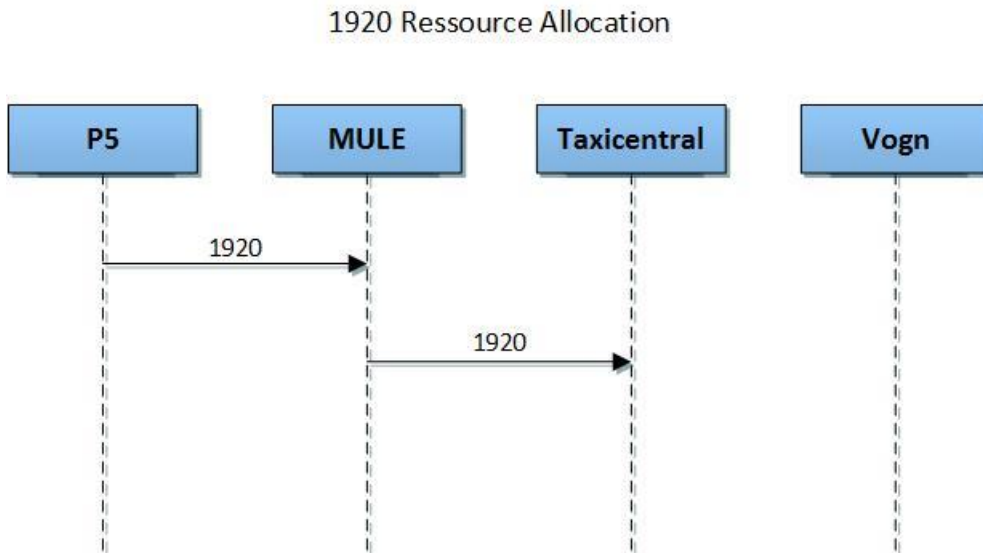 1920 Ressource Allocation
P5
MULE
Taxicentral
Vogn
1920
1920